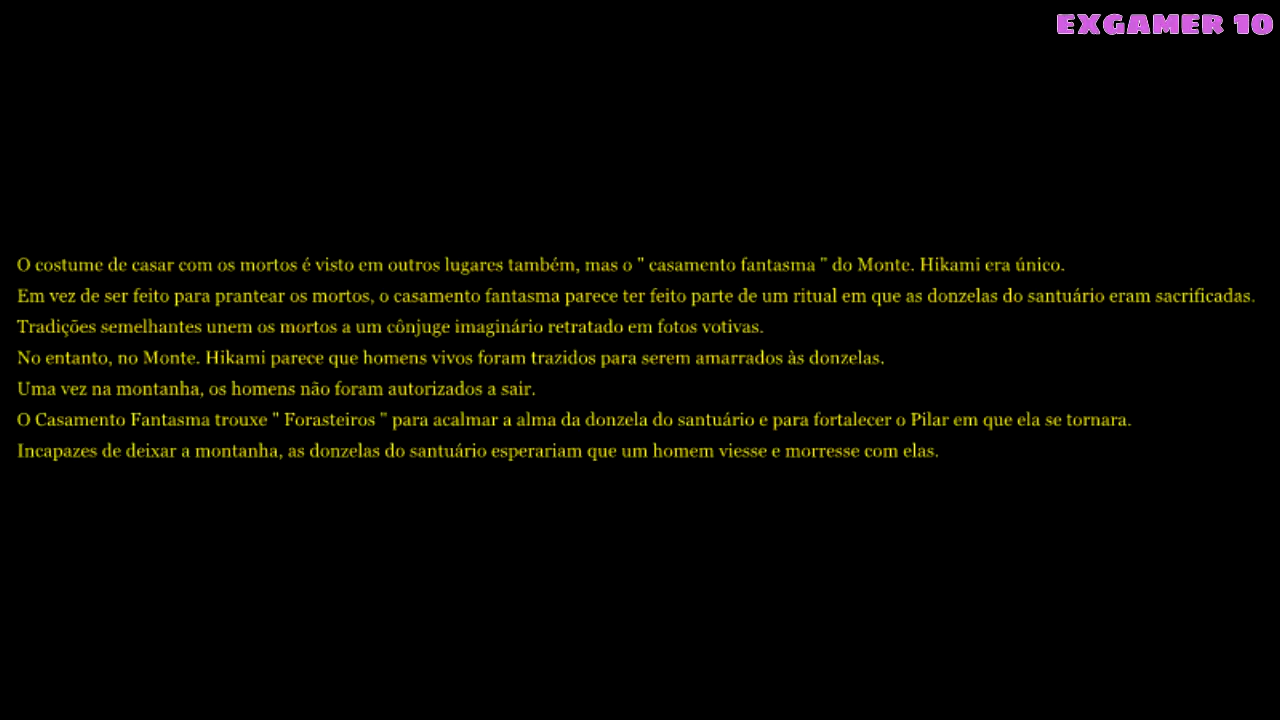 EXGAMER 10
O costume de casar com os mortos é visto em outros lugares também, mas o " casamento fantasma " do Monte. Hikami era único.
Em vez de ser feito para prantear os mortos, o casamento fantasma parece ter feito parte de um ritual em que as donzelas do santuário eram sacrificadas.
Tradições semelhantes unem os mortos a um cônjuge imaginário retratado em fotos votivas.
No entanto, no Monte. Hikami parece que homens vivos foram trazidos para serem amarrados às donzelas.
Uma vez na montanha, os homens não foram autorizados a sair.
O Casamento Fantasma trouxe " Forasteiros " para acalmar a alma da donzela do santuário e para fortalecer o Pilar em que ela se tornara.
Incapazes de deixar a montanha, as donzelas do santuário esperariam que um homem viesse e morresse com elas.